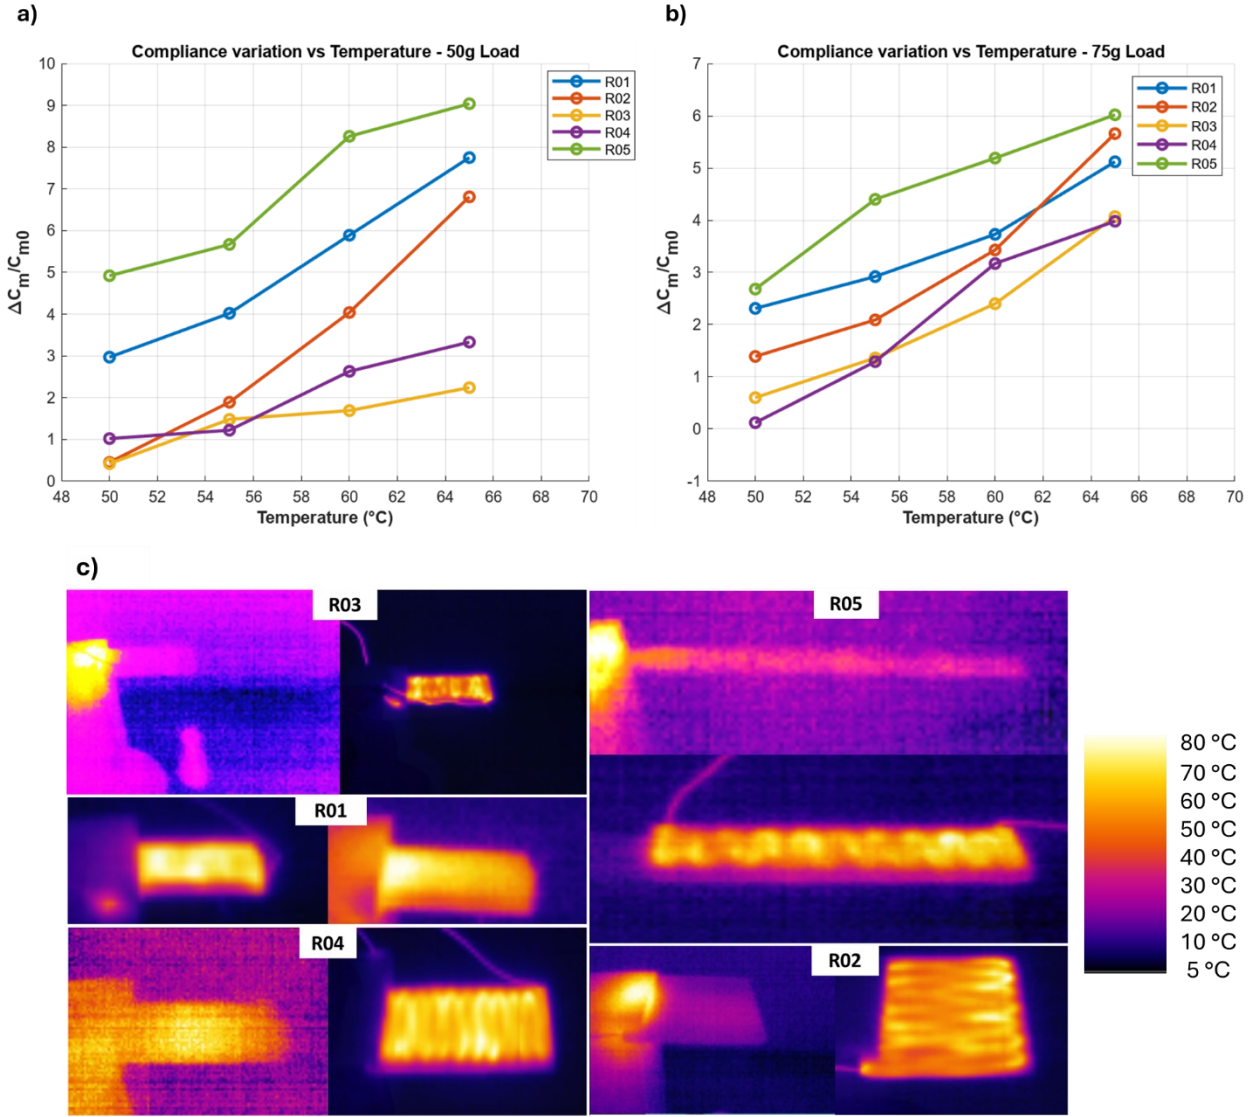 a)
Compliance variation vs Temperature - 50g Load
10
9
8
7
6
5
4
3
2
1
0
48 50 52 54 56 58 60 62 64 66 68 70
Temperature (°C)
ΔCm/Cm0
R01
R02
R03
R04
R05
b)
Compliance variation vs Temperature - 75g Load
7
6
5
4
3
2
1
0
-1
48 50 52 54 56 58 60 62 64 66 68 70
Temperature (°C)
ΔCm/Cm0
R01
R02
R03
R04
R05
c)
R03
R05
R01
R04
R02
80 °C
70 °C
60 °C
50 °C
40 °C
30 °C
20 °C
10 °C
5 °C